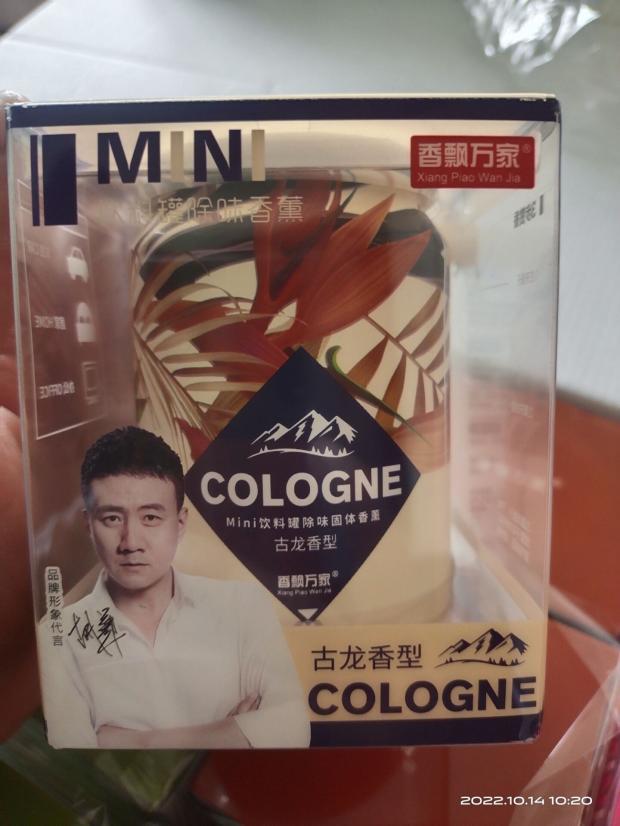 MINI
香飘万家®
Xiang Piao Wan Jia
料罐除味香薰
COLOGNE
Mini饮料罐除味固体香薰
古龙香型
香飘万家®
Xiang Piao Wan Jia
品牌形象代言
古龙香型
COLOGNE
2022.10.14 10:20